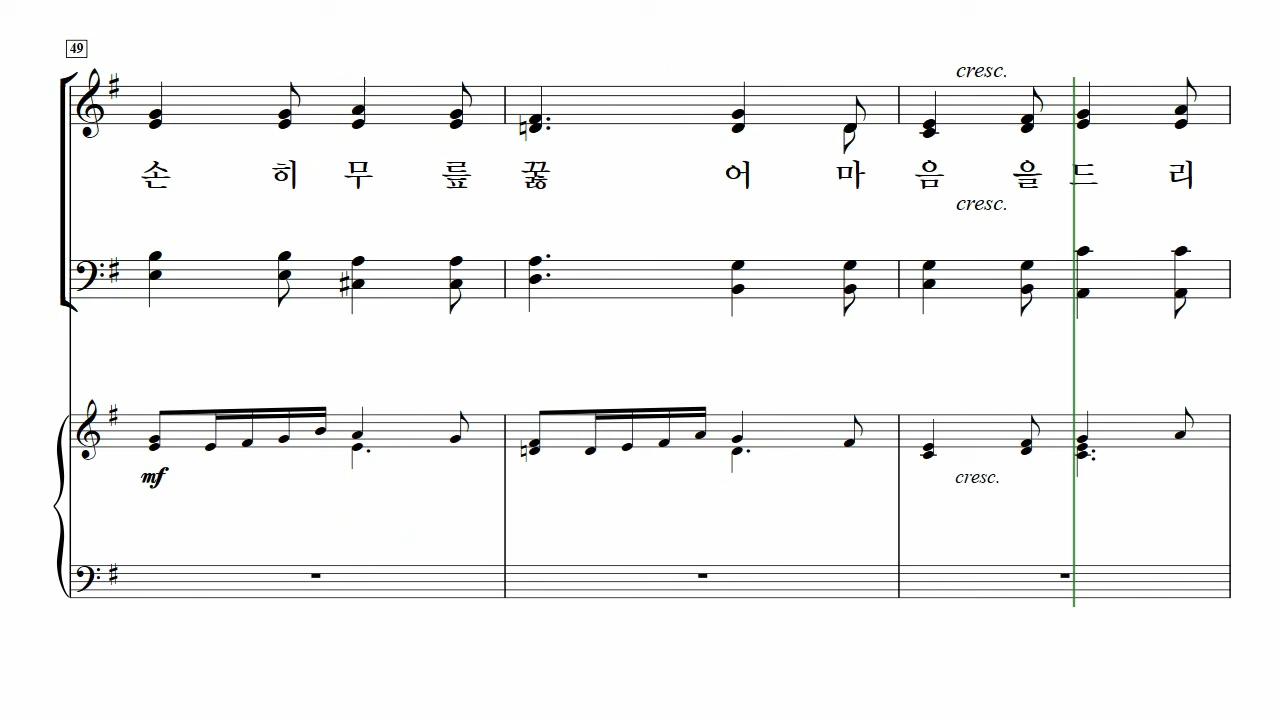 49
cresc.
손 히 무 릎 꿇 어 마 음 을 드 리
cresc.
mf cresc.